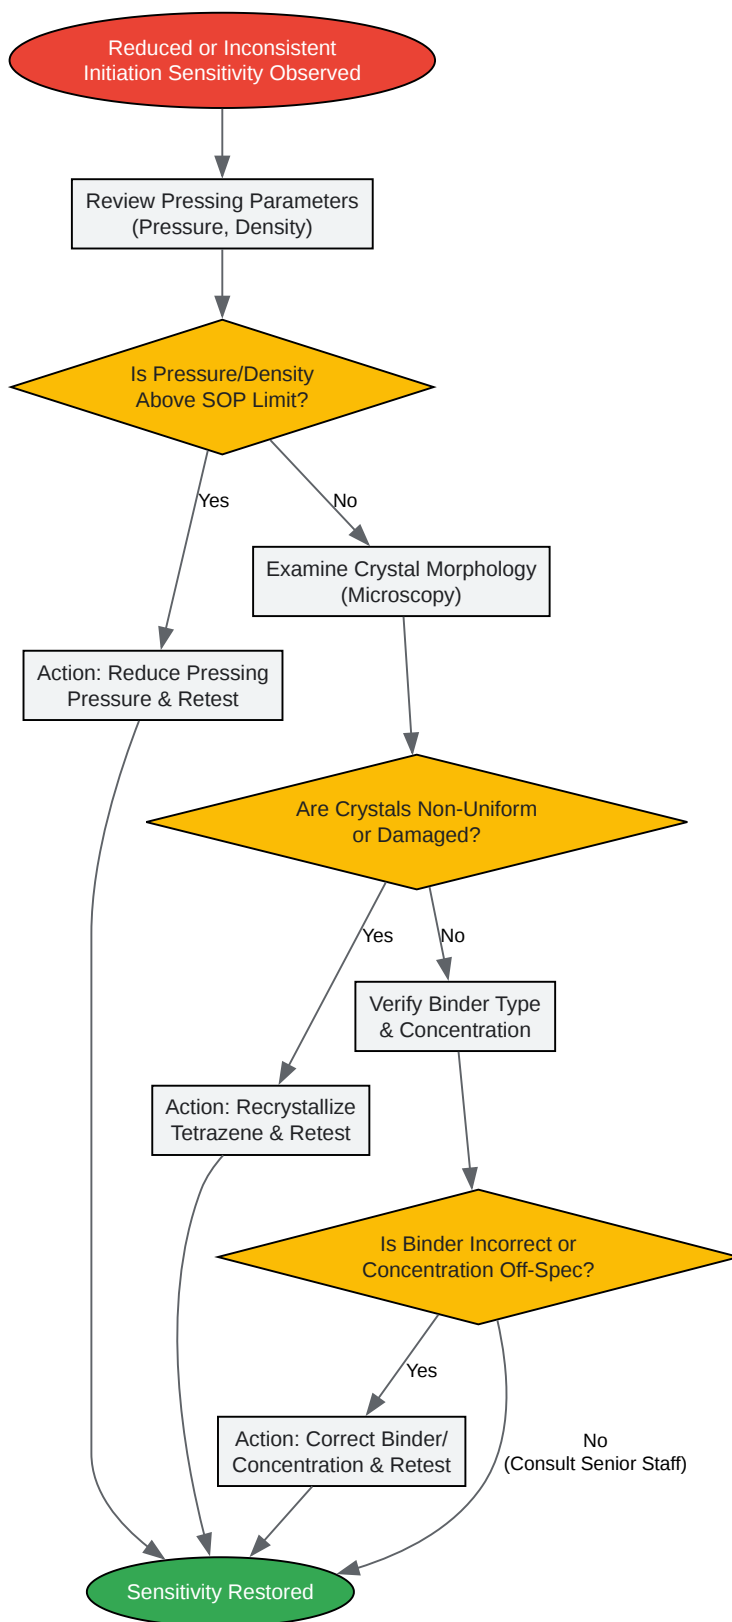 Reduced or Inconsistent
Initiation Sensitivity Observed
Review Pressing Parameters
(Pressure, Density)
Is Pressure/Density
Above SOP Limit?
Yes
No
Examine Crystal Morphology
(Microscopy)
Action: Reduce Pressing
Pressure & Retest
Are Crystals Non-Uniform
or Damaged?
Yes
No
Verify Binder Type
& Concentration
Action: Recrystallize
Tetrazene & Retest
Is Binder Incorrect or
Concentration Off-Spec?
Yes
No
(Consult Senior Staff)
Action: Correct Binder/
Concentration & Retest
Sensitivity Restored